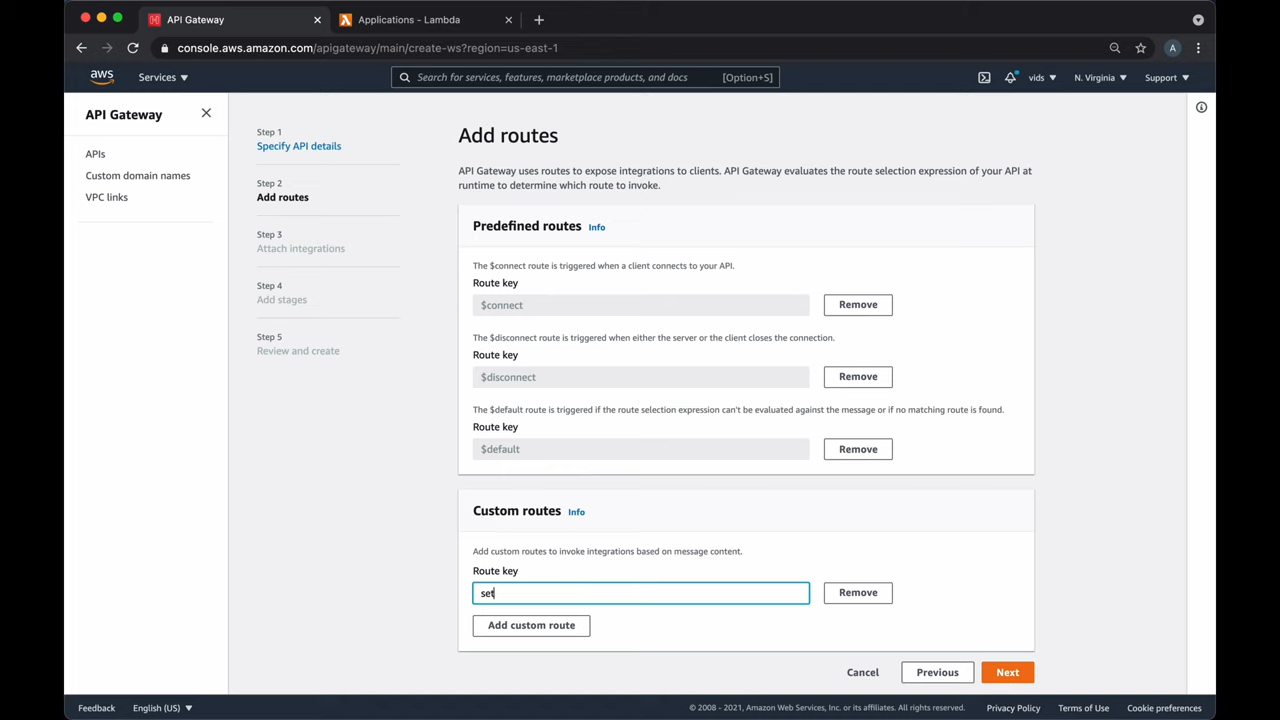 API Gateway
Applications - Lambda
console.aws.amazon.com/apigateway/main/create-ws?region=us-east-1
A
aws
Services
Search for services, features, marketplace products, and docs [Option+S]
vids
N. Virginia
Support
API Gateway
APIs
Custom domain names
VPC links
Step 1
Specify API details
Step 2
Add routes
Step 3
Attach integrations
Step 4
Add stages
Step 5
Review and create
Add routes
API Gateway uses routes to expose integrations to clients. API Gateway evaluates the route selection expression of your API at
runtime to determine which route to invoke.
Predefined routes Info
The $connect route is triggered when a client connects to your API.
Route key
$connect
Remove
The $disconnect route is triggered when either the server or the client closes the connection.
Route key
$disconnect
Remove
The $default route is triggered if the route selection expression can't be evaluated against the message or if no matching route is found.
Route key
$default
Remove
Custom routes Info
Add custom routes to invoke integrations based on message content.
Route key
set
Remove
Add custom route
Cancel
Previous
Next
Feedback
English (US)
© 2008 - 2021, Amazon Web Services, Inc. or its affiliates. All rights reserved.
Privacy Policy
Terms of Use
Cookie preferences